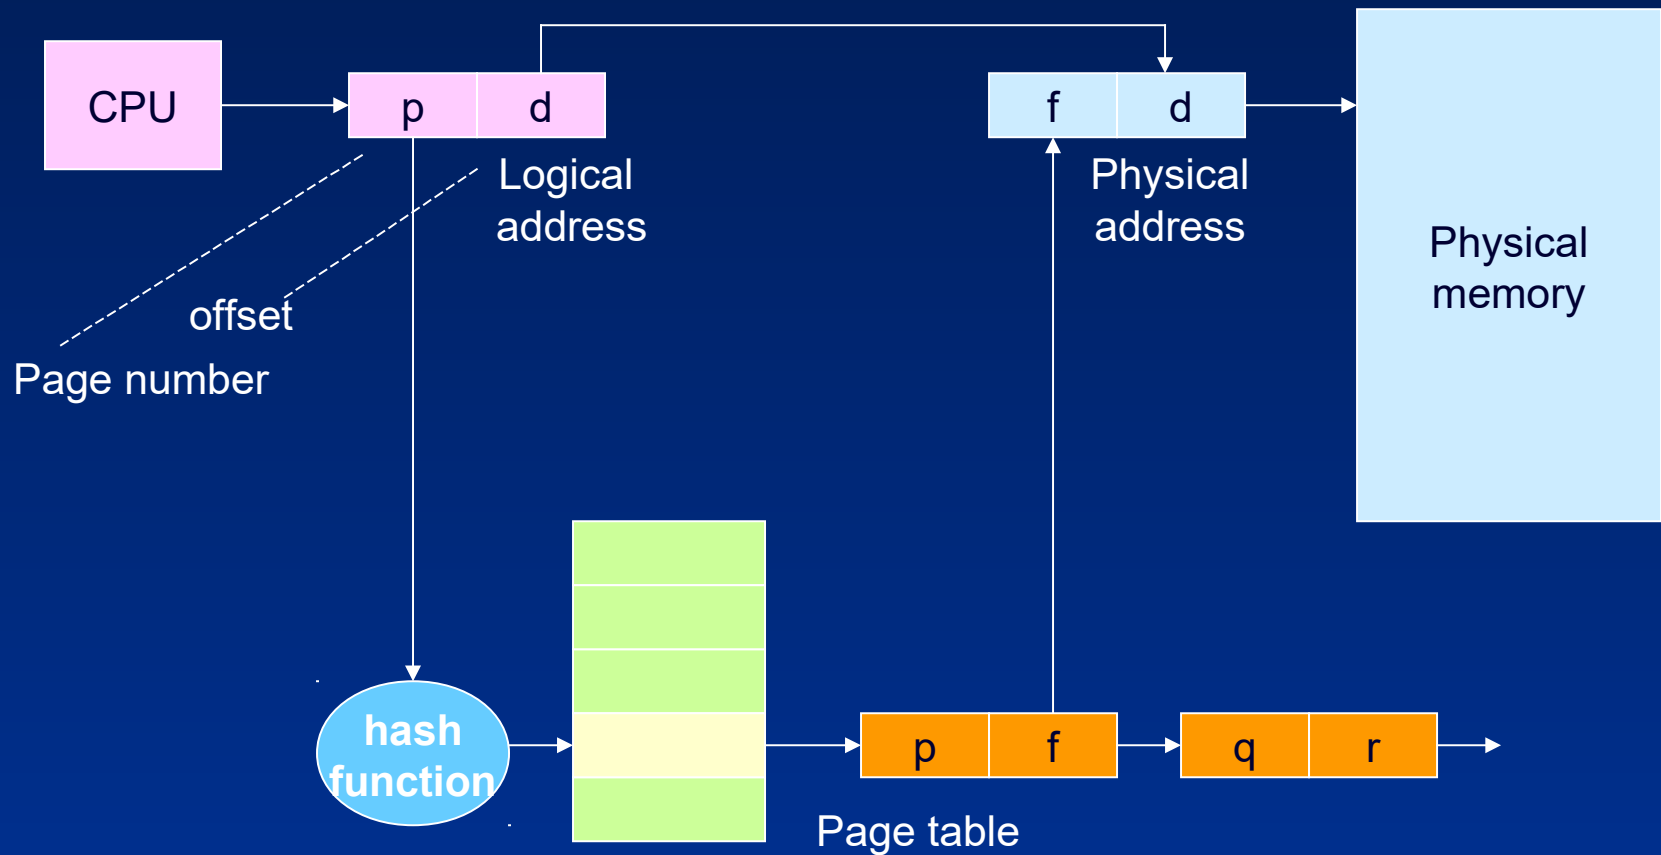 CPU
p d
f d
Logical
address
Physical
address
Physical
memory
offset
Page number
hash
function
p f
q r
Page table